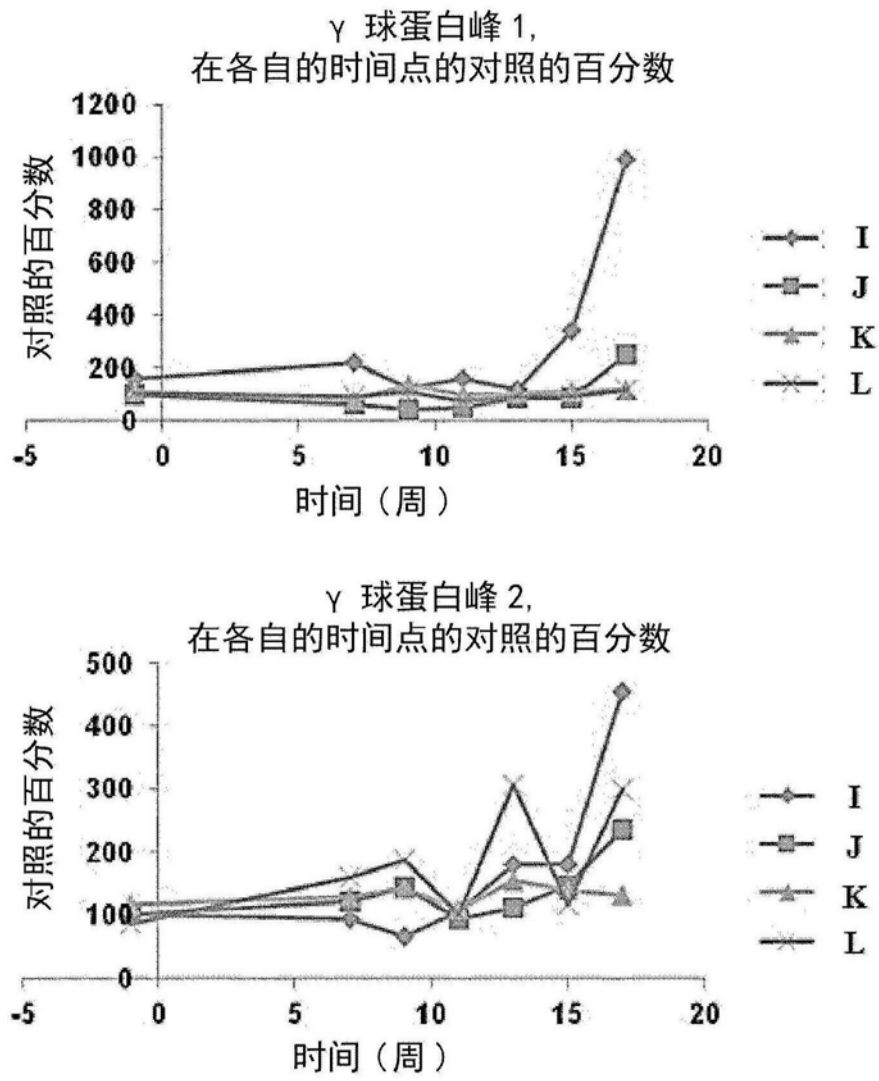 γ 球蛋白峰 1,
在各自的时间点的对照的百分数
1200
1000
800
600
400
200
0
-5 0 5 10 15 20
对照的百分数
时间（周）
I
J
K
L
γ 球蛋白峰 2,
在各自的时间点的对照的百分数
500
400
300
200
100
0
-5 0 5 10 15 20
对照的百分数
时间（周）
I
J
K
L